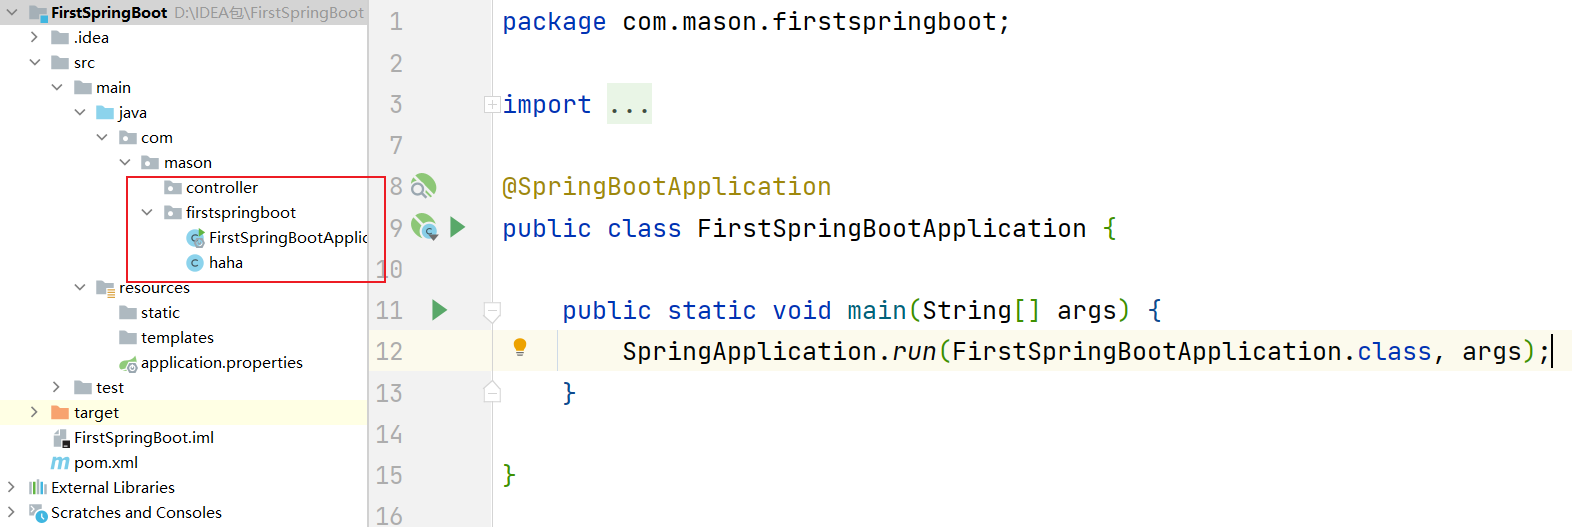 FirstSpringBoot D:\IDEA包\FirstSpringBoot
.idea
src
main
java
com
mason
controller
firstspringboot
FirstSpringBootApplic
haha
resources
static
templates
application.properties
test
target
FirstSpringBoot.iml
pom.xml
External Libraries
Scratches and Consoles
1 package com.mason.firstspringboot;
2
3 import ...
7
8 @SpringBootApplication
9 public class FirstSpringBootApplication {
10
11 public static void main(String[] args) {
12 SpringApplication.run(FirstSpringBootApplication.class, args);
13 }
14
15 }
16